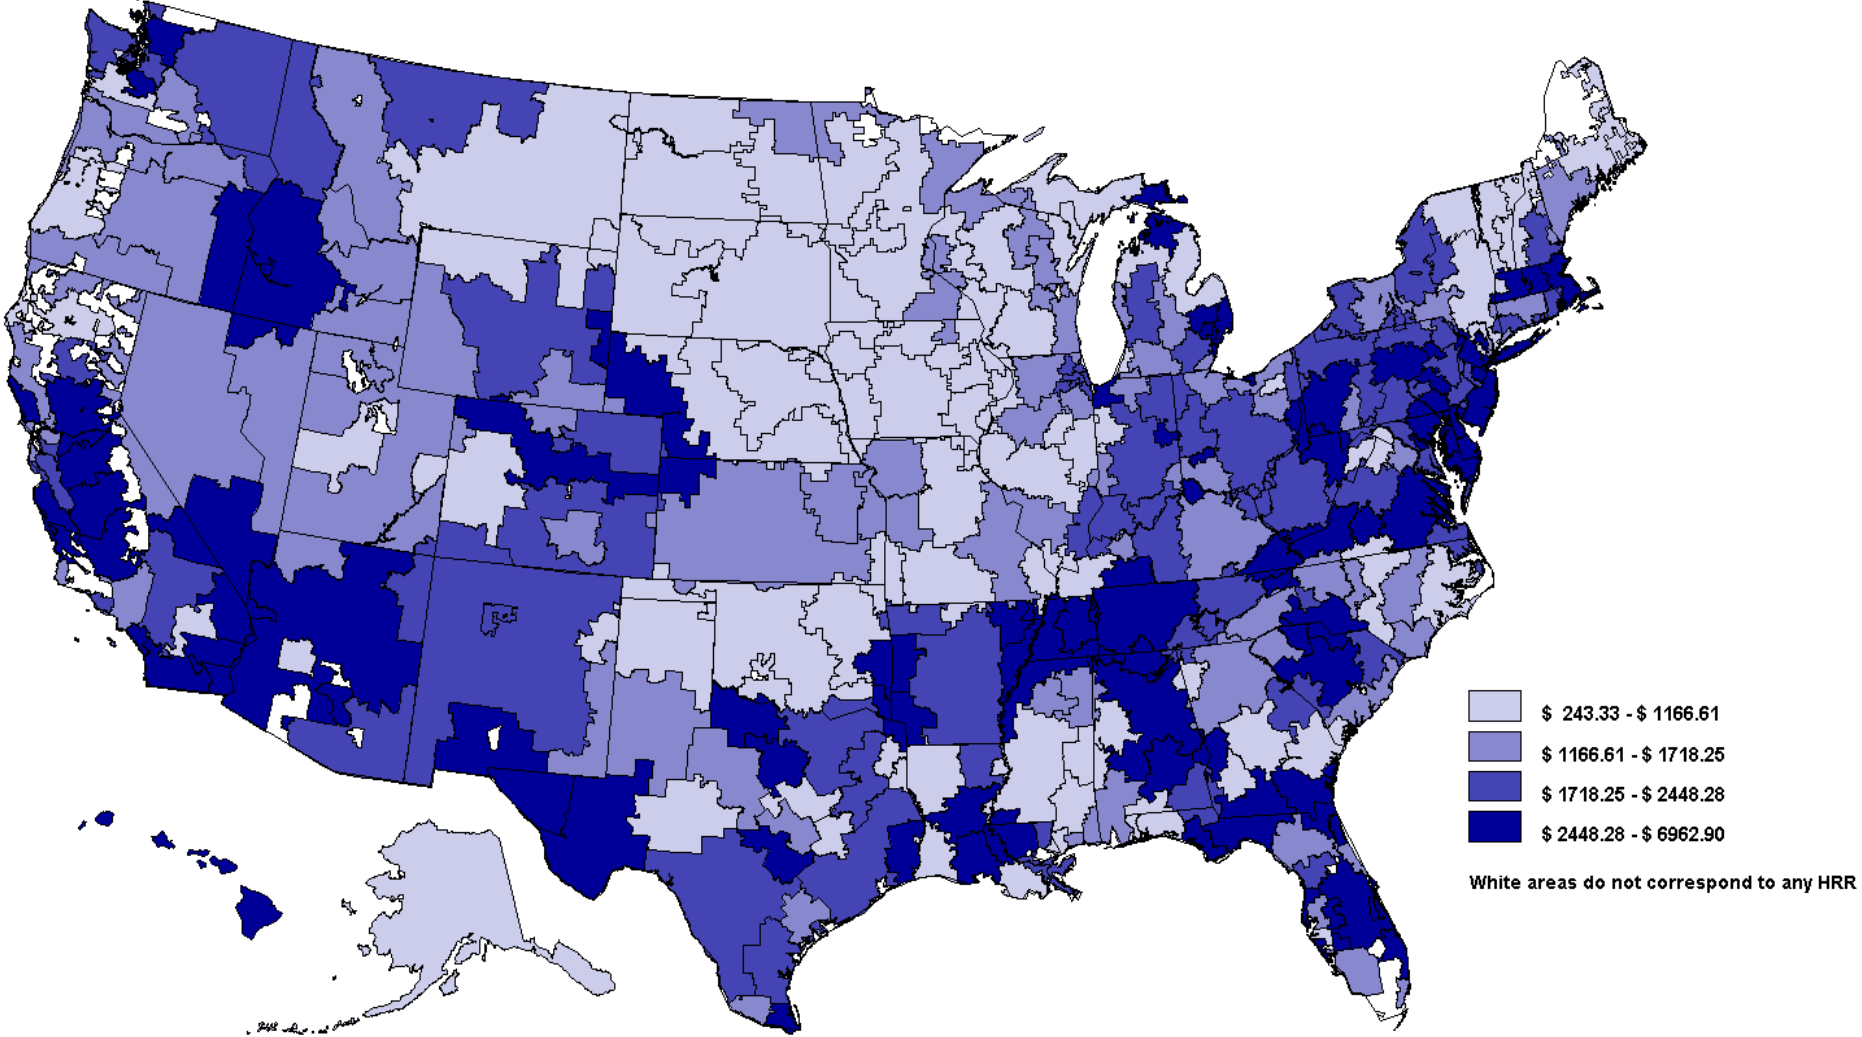 $ 243.33 - $ 1166.61
$ 1166.61 - $ 1718.25
$ 1718.25 - $ 2448.28
$ 2448.28 - $ 6962.90
White areas do not correspond to any HRR